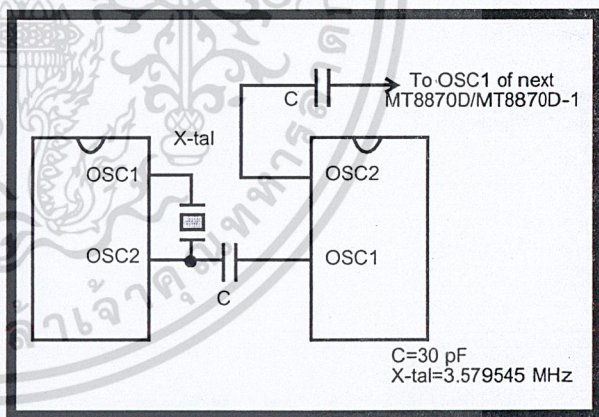 To OSC1 of next
MT8870D/MT8870D-1
C
X-tal
OSC1
OSC2
OSC2
OSC1
C
C=30 pF
X-tal=3.579545 MHz